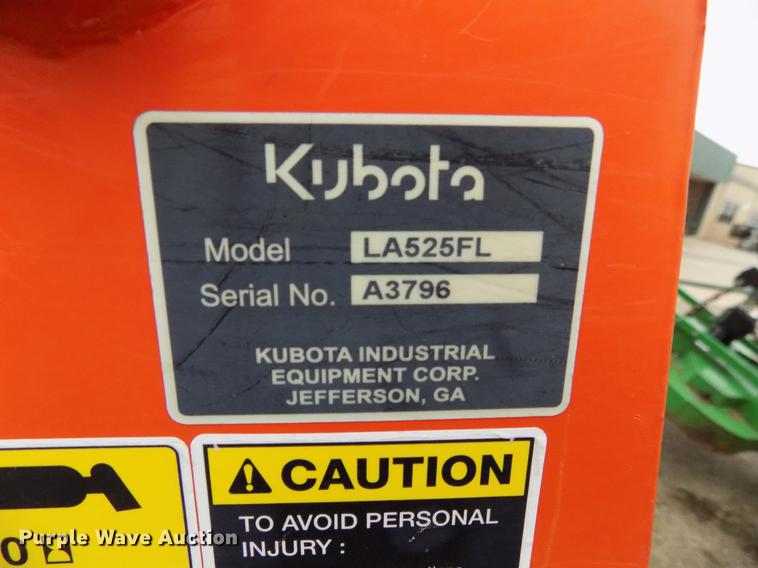 Kubota
Model LA525FL
Serial No. A3796
KUBOTA INDUSTRIAL
EQUIPMENT CORP.
JEFFERSON, GA
CAUTION
TO AVOID PERSONAL
INJURY :
Purple Wave Auction